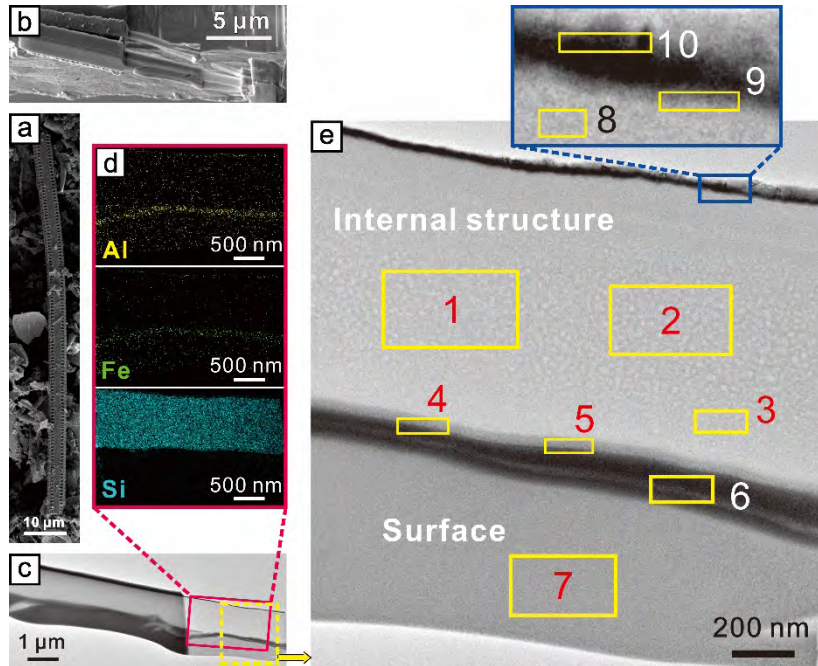 b
5 μm
a
10 μm
d
Al
500 nm
Fe
500 nm
Si
500 nm
c
1 μm
e
10
9
8
Internal structure
1
2
3
4
5
6
Surface
7
200 nm